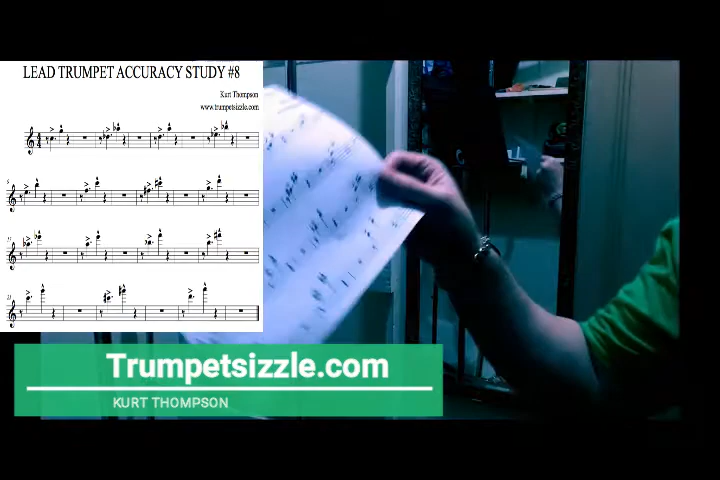 LEAD TRUMPET ACCURACY STUDY #8
Kurt Thompson
www.trumpetsizzle.com
Trumpetsizzle.com
KURT THOMPSON